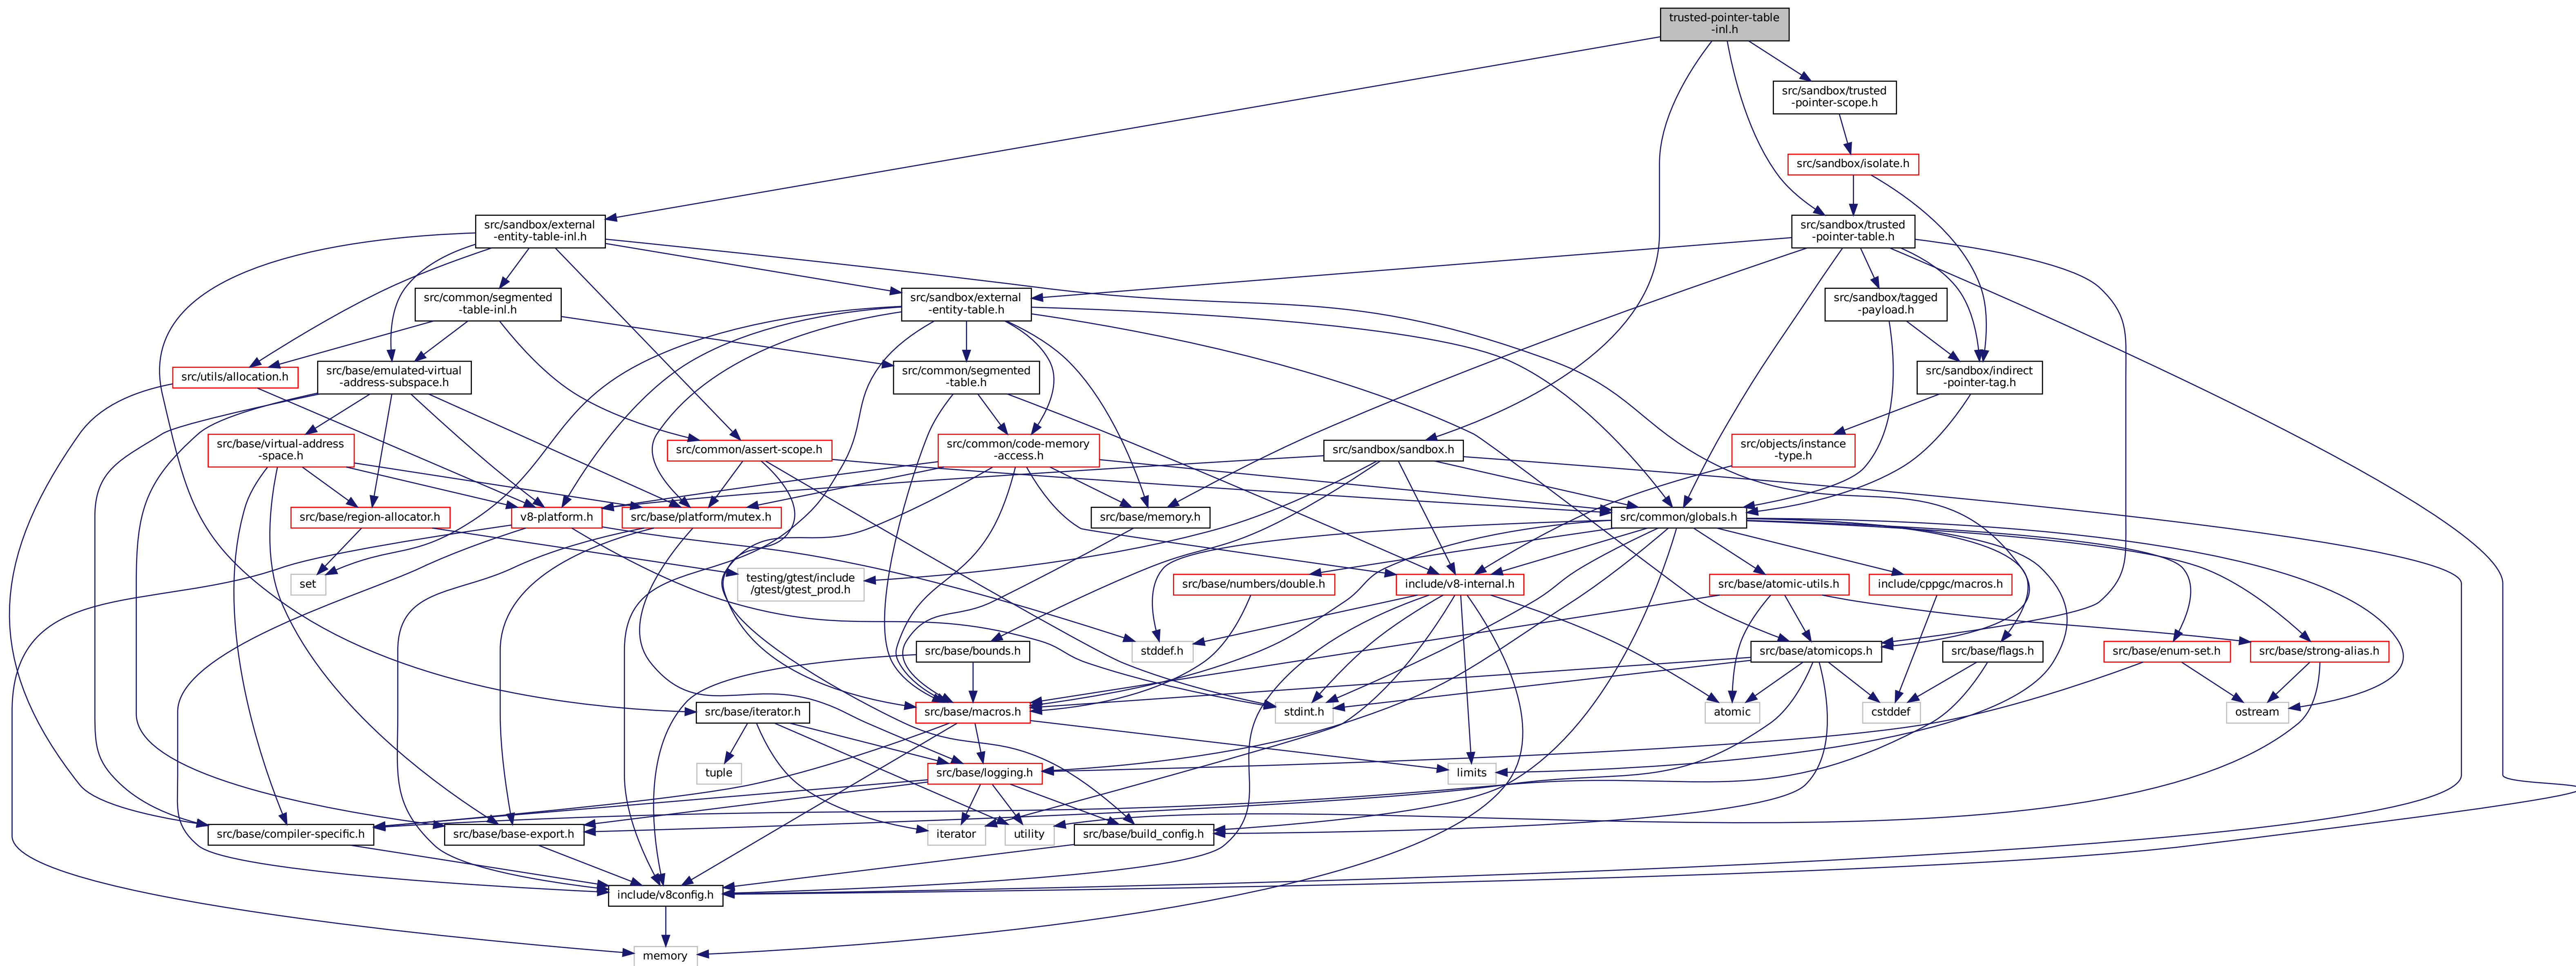 trusted-pointer-table
-inl.h
src/sandbox/trusted
-pointer-scope.h
src/sandbox/isolate.h
src/sandbox/external
-entity-table-inl.h
src/sandbox/trusted
-pointer-table.h
src/common/segmented
-table-inl.h
src/sandbox/external
-entity-table.h
src/sandbox/tagged
-payload.h
src/utils/allocation.h
src/base/emulated-virtual
-address-subspace.h
src/common/segmented
-table.h
src/sandbox/indirect
-pointer-tag.h
src/base/virtual-address
-space.h
src/common/assert-scope.h
src/common/code-memory
-access.h
src/sandbox/sandbox.h
src/objects/instance
-type.h
src/base/region-allocator.h
v8-platform.h
src/base/platform/mutex.h
src/base/memory.h
src/common/globals.h
set
testing/gtest/include
/gtest/gtest_prod.h
src/base/numbers/double.h
include/v8-internal.h
src/base/atomic-utils.h
include/cppgc/macros.h
src/base/bounds.h
stddef.h
src/base/atomicops.h
src/base/flags.h
src/base/enum-set.h
src/base/strong-alias.h
src/base/iterator.h
src/base/macros.h
stdint.h
atomic
cstddef
ostream
tuple
src/base/logging.h
limits
src/base/compiler-specific.h
src/base/base-export.h
iterator
utility
src/base/build_config.h
include/v8config.h
memory